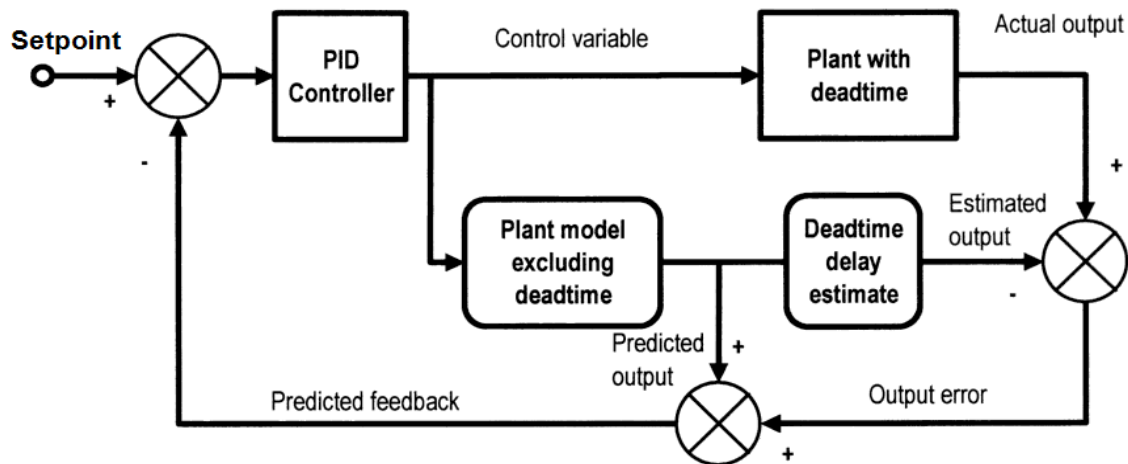 Setpoint
+
-
PID
Controller
Control variable
Plant with
deadtime
Actual output
+
Plant model
excluding
deadtime
Deadtime
delay
estimate
Estimated
output
-
Predicted
output
+
Predicted feedback
Output error
+